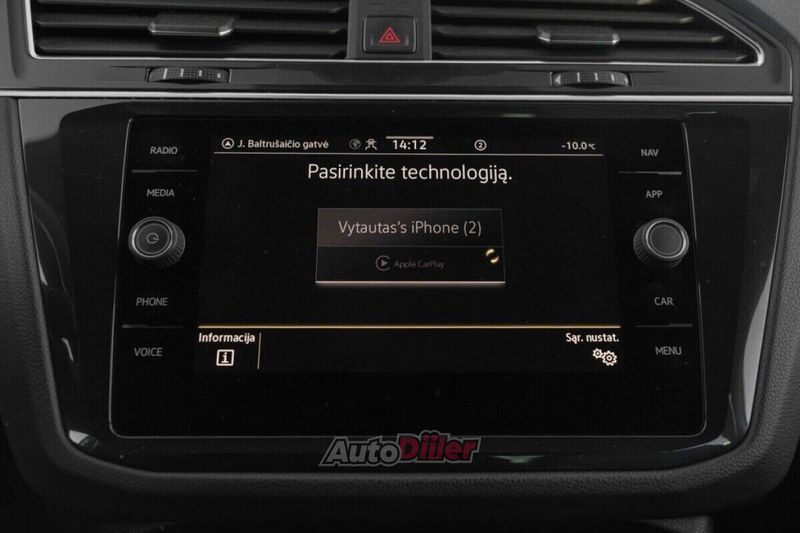 RADIO
MEDIA
PHONE
VOICE
J. Baltrušaičio gatvė
14:12
2
-10.0°C
Pasirinkite technologiją.
Vytautas's iPhone (2)
Apple CarPlay
Informacija
Sąr. nustat.
NAV
APP
CAR
MENU
AutoDiiler